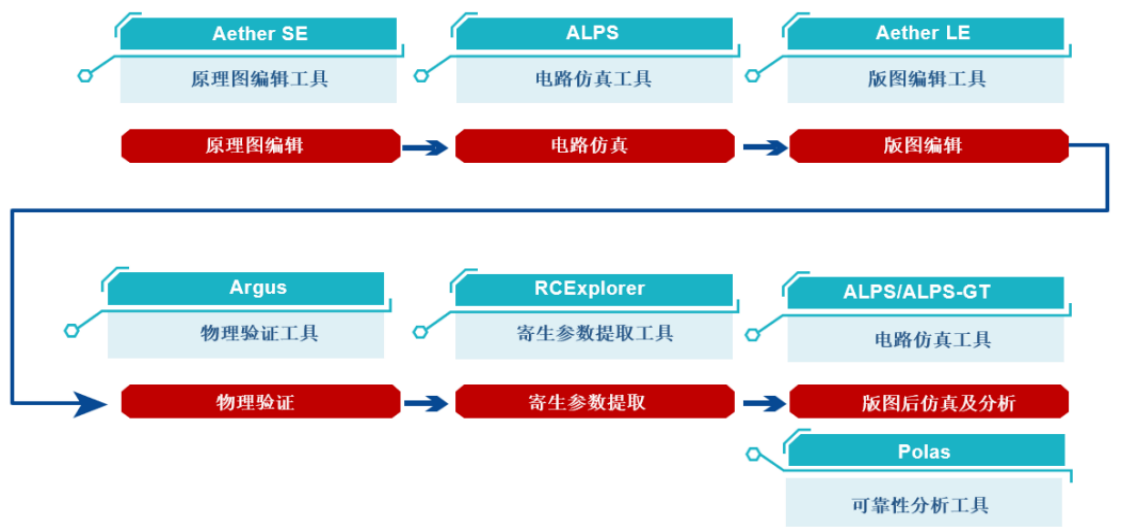 Aether SE
原理图编辑工具
ALPS
电路仿真工具
Aether LE
版图编辑工具
原理图编辑
电路仿真
版图编辑
Argus
物理验证工具
RCExplorer
寄生参数提取工具
ALPS/ALPS-GT
电路仿真工具
物理验证
寄生参数提取
版图后仿真及分析
Polas
可靠性分析工具